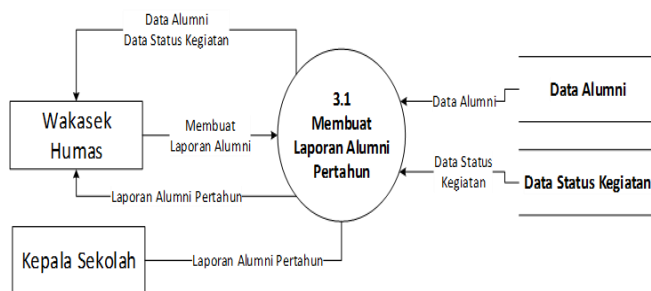 Data Alumni
Data Status Kegiatan
Wakasek
Humas
Membuat
Laporan Alumni
Laporan Alumni Pertahun
Kepala Sekolah
Laporan Alumni Pertahun
3.1
Membuat
Laporan Alumni
Pertahun
Data Alumni
Data Alumni
Data Status
Kegiatan
Data Status Kegiatan